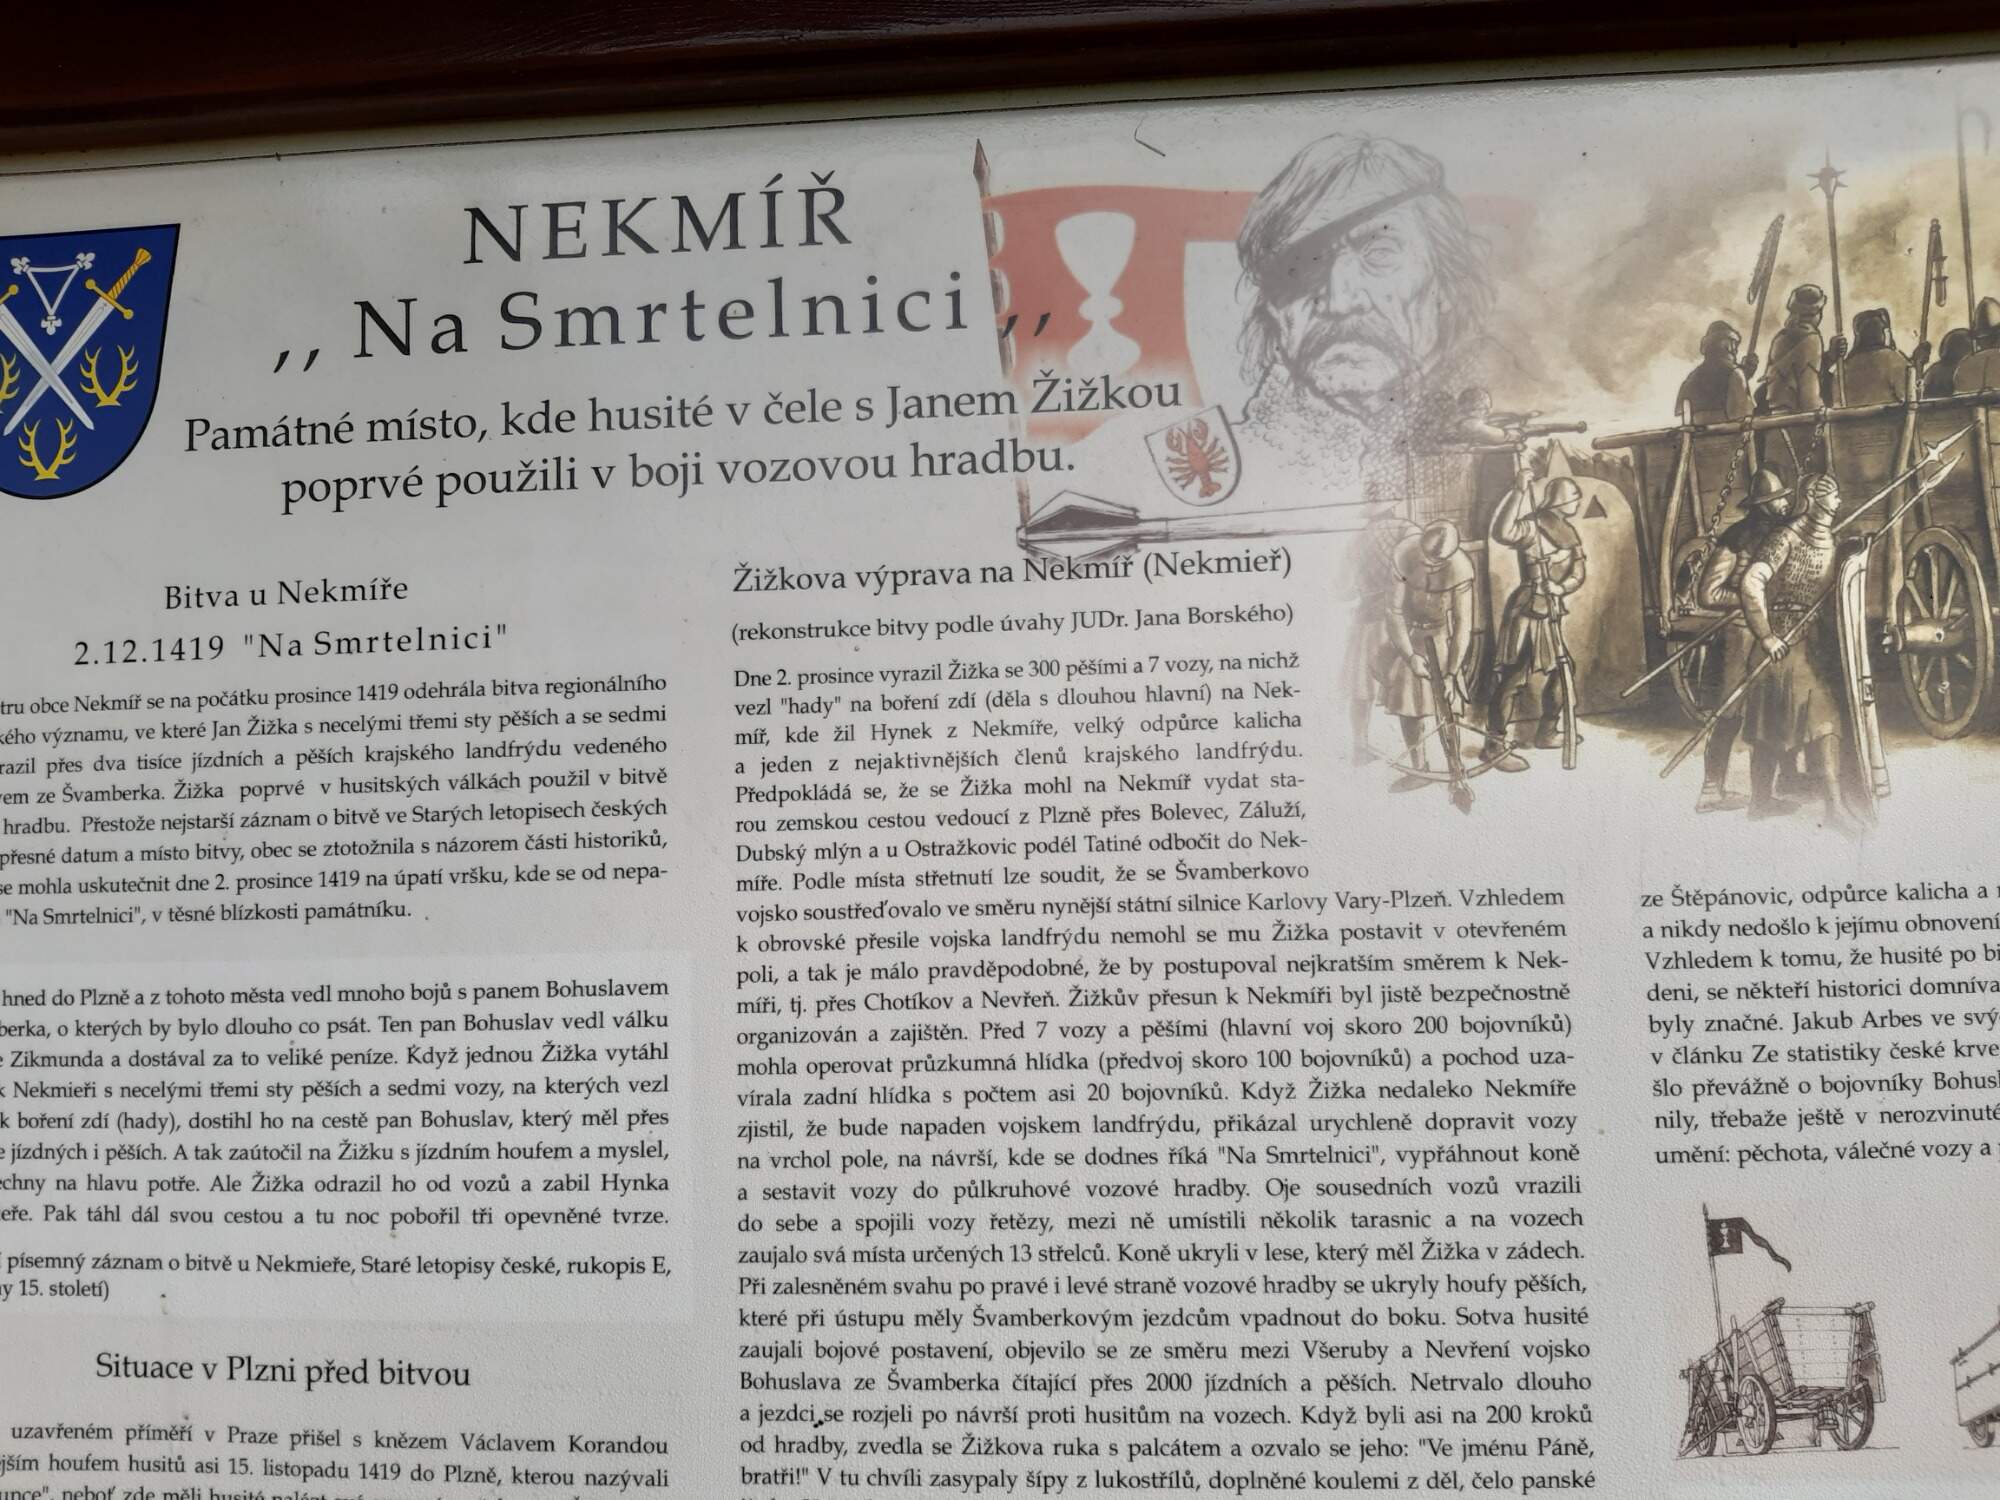 NEKMÍŘ
,, Na Smrtelnici ,,
Památné místo, kde husité v čele s Janem Žižkou
poprvé použili v boji vozovou hradbu.
Bitva u Nekmíře
2.12.1419 "Na Smrtelnici"
obce Nekmíř se na počátku prosince 1419 odehrála bitva regionálního
významu, ve které Jan Žižka s necelými třemi sty pěších a se sedmi
přes dva tisíce jízdních a pěších krajského landfrýdu vedeného
ze Švamberka. Žižka poprvé v husitských válkách použil v bitvě
hradbu. Přestože nejstarší záznam o bitvě ve Starých letopisech českých
přesné datum a místo bitvy, obec se ztotožnila s názorem části historiků,
se mohla uskutečnit dne 2. prosince 1419 na úpatí vršku, kde se od nepa-
"Na Smrtelnici", v těsné blízkosti památníku.
hned do Plzně a z tohoto města vedl mnoho bojů s panem Bohuslavem
o kterých by bylo dlouho co psát. Ten pan Bohuslav vedl válku
Zikmunda a dostával za to veliké peníze. Když jednou Žižka vytáhl
k Nekmieři s necelými třemi sty pěších a sedmi vozy, na kterých vezl
k boření zdí (hady), dostihl ho na cestě pan Bohuslav, který měl přes
jízdných i pěších. A tak zaútočil na Žižku s jízdním houfem a myslel,
na hlavu potře. Ale Žižka odrazil ho od vozů a zabil Hynka
Pak táhl dál svou cestou a tu noc pobořil tři opevněné tvrze.
písemný záznam o bitvě u Nekmieře, Staré letopisy české, rukopis E,
15. století)
Situace v Plzni před bitvou
uzavřeném příměří v Praze přišel s knězem Václavem Korandou
houfem husitů asi 15. listopadu 1419 do Plzně, kterou nazývali
neboť zde měli husité
Žižkova výprava na Nekmíř (Nekmieř)
(rekonstrukce bitvy podle úvahy JUDr. Jana Borského)
Dne 2. prosince vyrazil Žižka se 300 pěšími a 7 vozy, na nichž
vezl "hady" na boření zdí (děla s dlouhou hlavní) na Nek-
míř, kde žil Hynek z Nekmíře, velký odpůrce kalicha
a jeden z nejaktivnějších členů krajského landfrýdu.
Předpokládá se, že se Žižka mohl na Nekmíř vydat sta-
rou zemskou cestou vedoucí z Plzně přes Bolevec, Záluží,
Dubský mlýn a u Ostražkovic podél Tatiné odbočit do Nek-
míře. Podle místa střetnutí lze soudit, že se Švamberkovo
vojsko soustřeďovalo ve směru nynější státní silnice Karlovy Vary-Plzeň. Vzhledem
k obrovské přesile vojska landfrýdu nemohl se mu Žižka postavit v otevřeném
poli, a tak je málo pravděpodobné, že by postupoval nejkratším směrem k Nek-
míři, tj. přes Chotíkov a Nevřeň. Žižkův přesun k Nekmíři byl jistě bezpečnostně
organizován a zajištěn. Před 7 vozy a pěšími (hlavní voj skoro 200 bojovníků)
mohla operovat průzkumná hlídka (předvoj skoro 100 bojovníků) a pochod uza-
vírala zadní hlídka s počtem asi 20 bojovníků. Když Žižka nedaleko Nekmíře
zjistil, že bude napaden vojskem landfrýdu, přikázal urychleně dopravit vozy
na vrchol pole, na návrší, kde se dodnes říká "Na Smrtelnici", vypřáhnout koně
a sestavit vozy do půlkruhové vozové hradby. Oje sousedních vozů vrazili
do sebe a spojili vozy řetězy, mezi ně umístili několik tarasnic a na vozech
zaujalo svá místa určených 13 střelců. Koně ukryli v lese, který měl Žižka v zádech.
Při zalesněném svahu po pravé i levé straně vozové hradby se ukryly houfy pěších,
které při ústupu měly Švamberkovým jezdcům vpadnout do boku. Sotva husité
zaujali bojové postavení, objevilo se ze směru mezi Všeruby a Nevření vojsko
Bohuslava ze Švamberka čítající přes 2000 jízdních a pěších. Netrvalo dlouho
a jezdci se rozjeli po návrší proti husitům na vozech. Když byli asi na 200 kroků
od hradby, zvedla se Žižkova ruka s palcátem a ozvalo se jeho: "Ve jménu Páně,
bratři!" V tu chvíli zasypaly šípy z lukostřílů, doplněné koulemi z děl, čelo panské
ze Štěpánovic, odpůrce kalicha a
a nikdy nedošlo k jejímu obnovení
Vzhledem k tomu, že husité po
deni, se někteří historici
byly značné. Jakub Arbes ve
v článku Ze statistiky české krve
šlo převážně o bojovníky
nily, třebaže ještě v
umění: pěchota, válečné vozy a